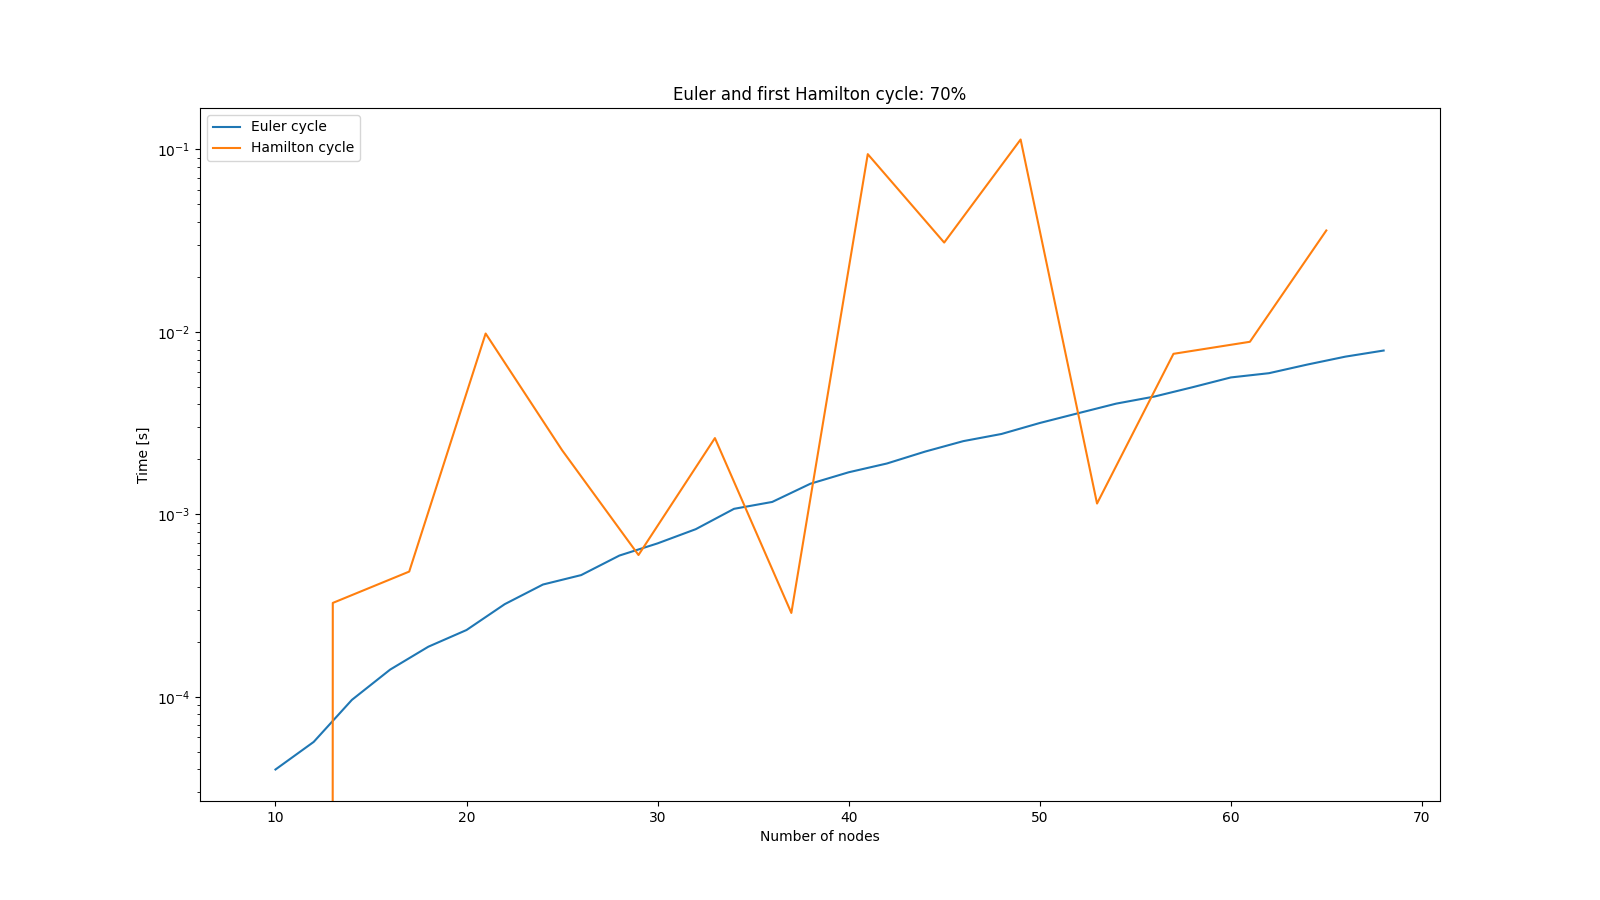 Euler and first Hamilton cycle: 70%
Euler cycle
Hamilton cycle
10⁻¹
10⁻²
10⁻³
10⁻⁴
Time [s]
10 20 30 40 50 60 70
Number of nodes